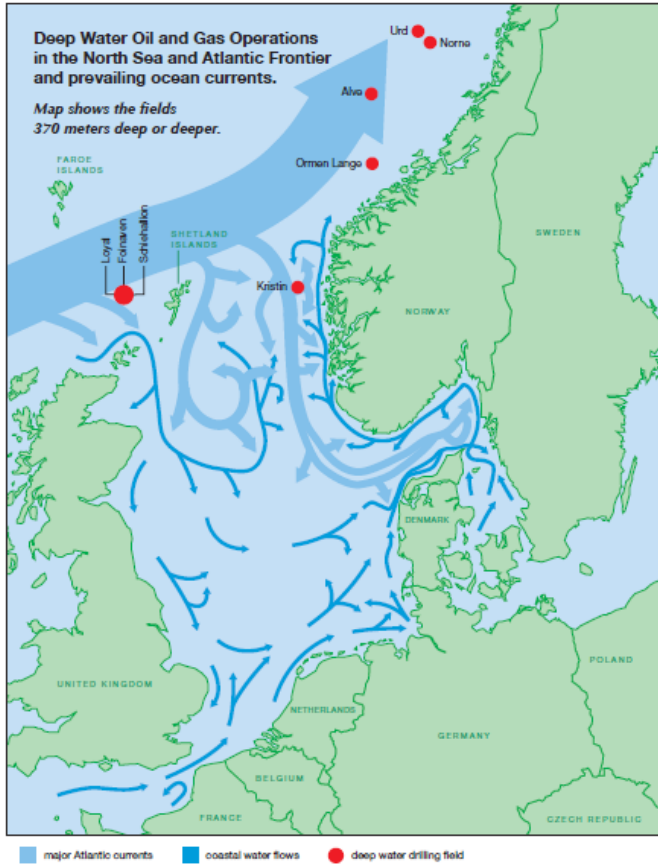 Deep Water Oil and Gas Operations
in the North Sea and Atlantic Frontier
and prevailing ocean currents.
Map shows the fields
370 meters deep or deeper.
Urd
Norne
Alve
Ormen Lange
FAROE
ISLANDS
SHETLAND
ISLANDS
Loyal
Foinaven
Schiehallion
Kristin
SWEDEN
NORWAY
DENMARK
UNITED KINGDOM
NETHERLANDS
POLAND
GERMANY
BELGIUM
FRANCE
CZECH REPUBLIC
major Atlantic currents
coastal water flows
deep water drilling field